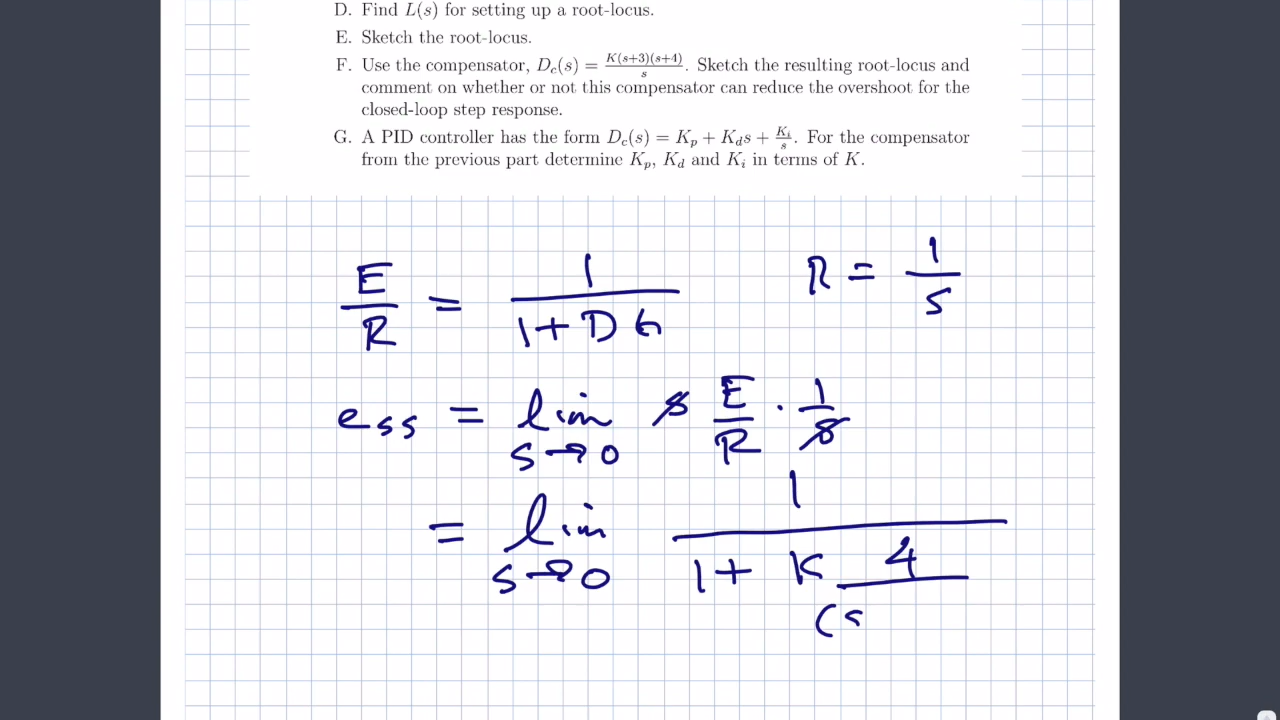 D. Find L(s) for setting up a root-locus.
E. Sketch the root-locus.
F. Use the compensator, D_c(s) = K(s+3)(s+4)/s. Sketch the resulting root-locus and
comment on whether or not this compensator can reduce the overshoot for the
closed-loop step response.
G. A PID controller has the form D_c(s) = K_p + K_d s + K_i/s. For the compensator
from the previous part determine K_p, K_d and K_i in terms of K.
E/R = 1/(1 + DG) R = 1/s
e_ss = lim s→0 s E/R · 1/s
= lim s→0 1/(1 + K 4/(s